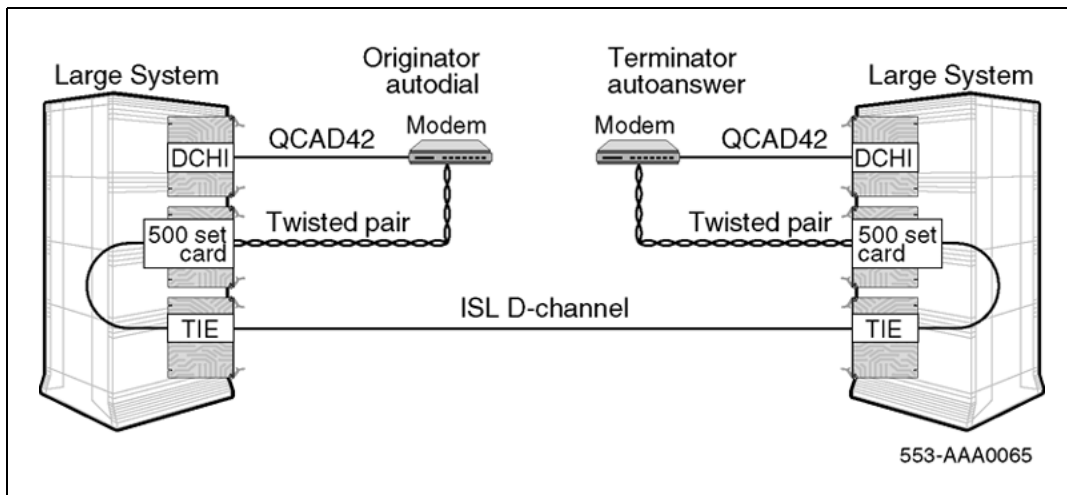 Large System
Originator
autodial
Terminator
autoanswer
Large System
DCHI
QCAD42
Modem
Modem
QCAD42
DCHI
500 set
card
Twisted pair
Twisted pair
500 set
card
TIE
ISL D-channel
TIE
553-AAA0065